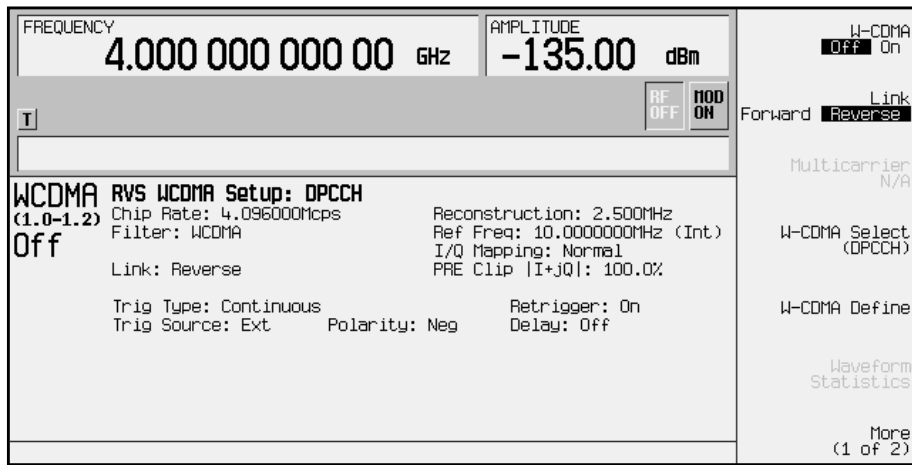 FREQUENCY
4.000 000 000 00 GHz
AMPLITUDE
-135.00 dBm
T
RF OFF
MOD ON
WCDMA
(1.0-1.2)
Off
RVS WCDMA Setup: DPCCH
Chip Rate: 4.096000Mcps
Reconstruction: 2.500MHz
Filter: WCDMA
Ref Freq: 10.0000000MHz (Int)
I/Q Mapping: Normal
Link: Reverse
PRE Clip |I+jQ|: 100.0%
Trig Type: Continuous
Retrigger: On
Trig Source: Ext
Polarity: Neg
Delay: Off
W-CDMA
Off On
Link
Forward Reverse
Multicarrier
N/A
W-CDMA Select
(DPCCH)
W-CDMA Define
Waveform
Statistics
More
(1 of 2)